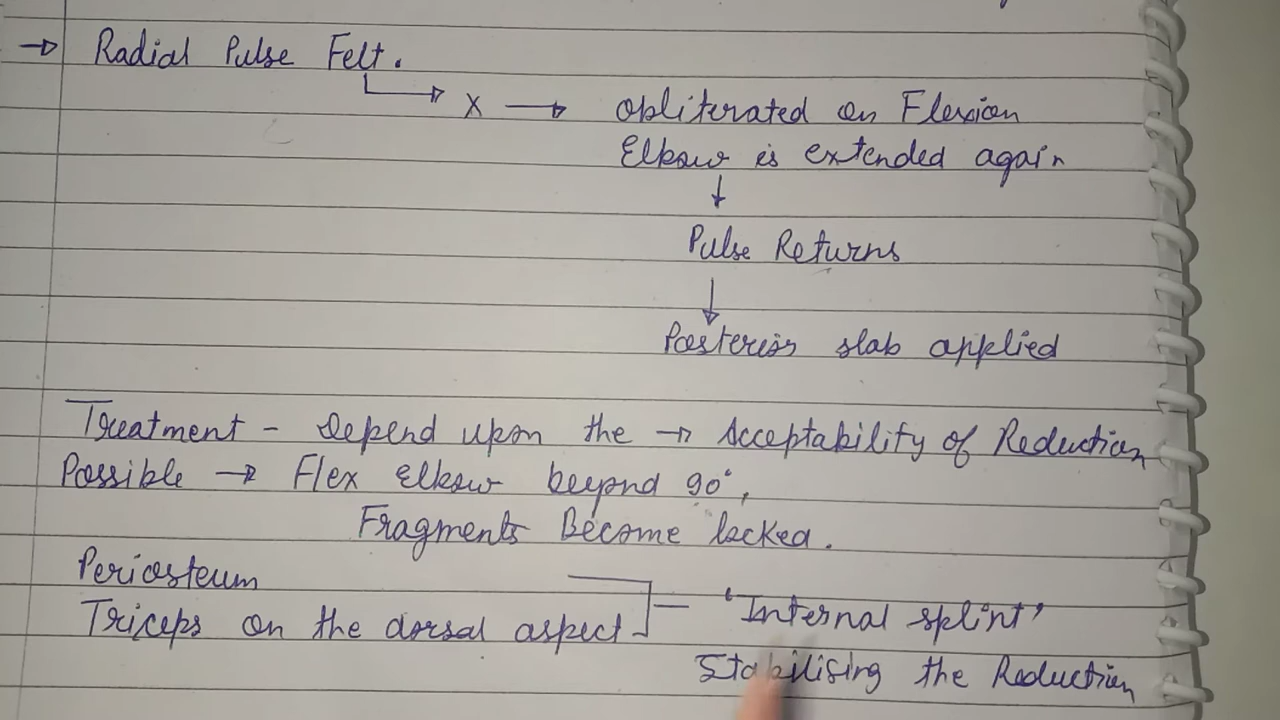 → Radial Pulse Felt.
→ X → Obliterated on Flexion
Elbow is extended again
↓
Pulse Returns
↓
Posterior slab applied
Treatment - Depend upon the → Acceptability of Reduction
Possible → Flex Elbow beyond 90°,
Fragments Become locked.
Periosteum
Triceps on the dorsal aspect — 'Internal splint'
Stabilising the Reduction